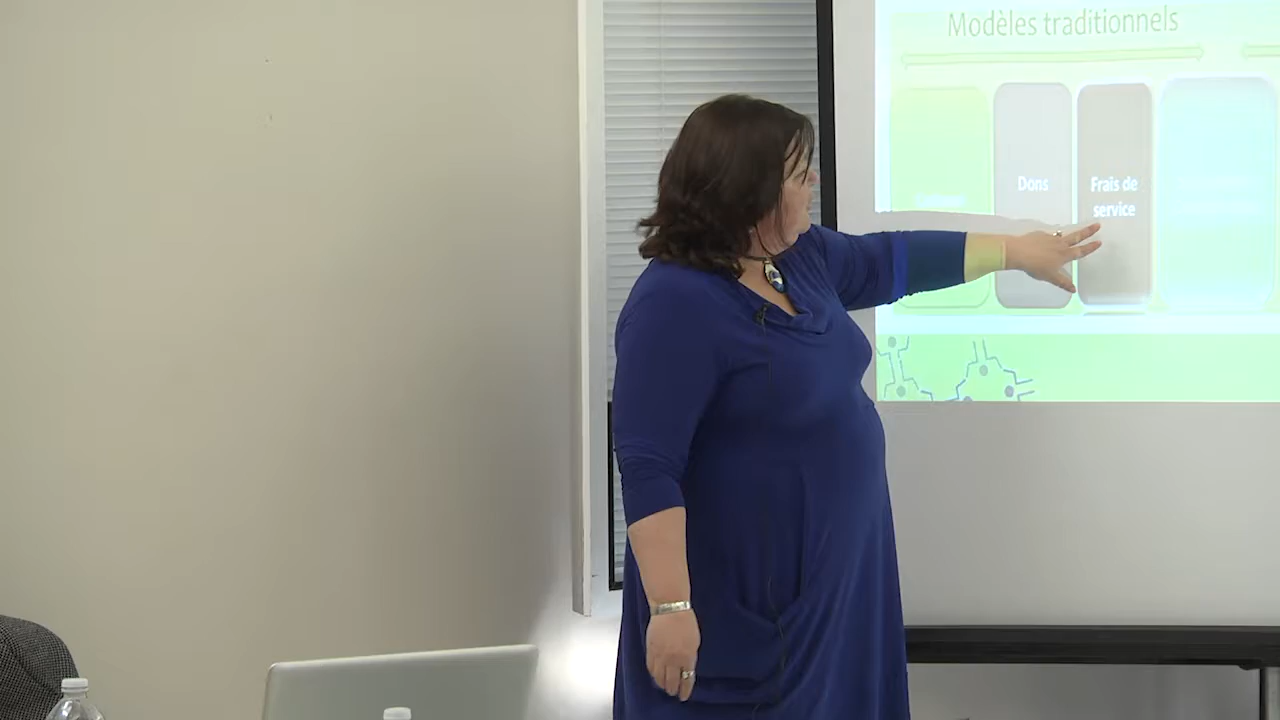 Modèles traditionnels
Dons
Frais de
service